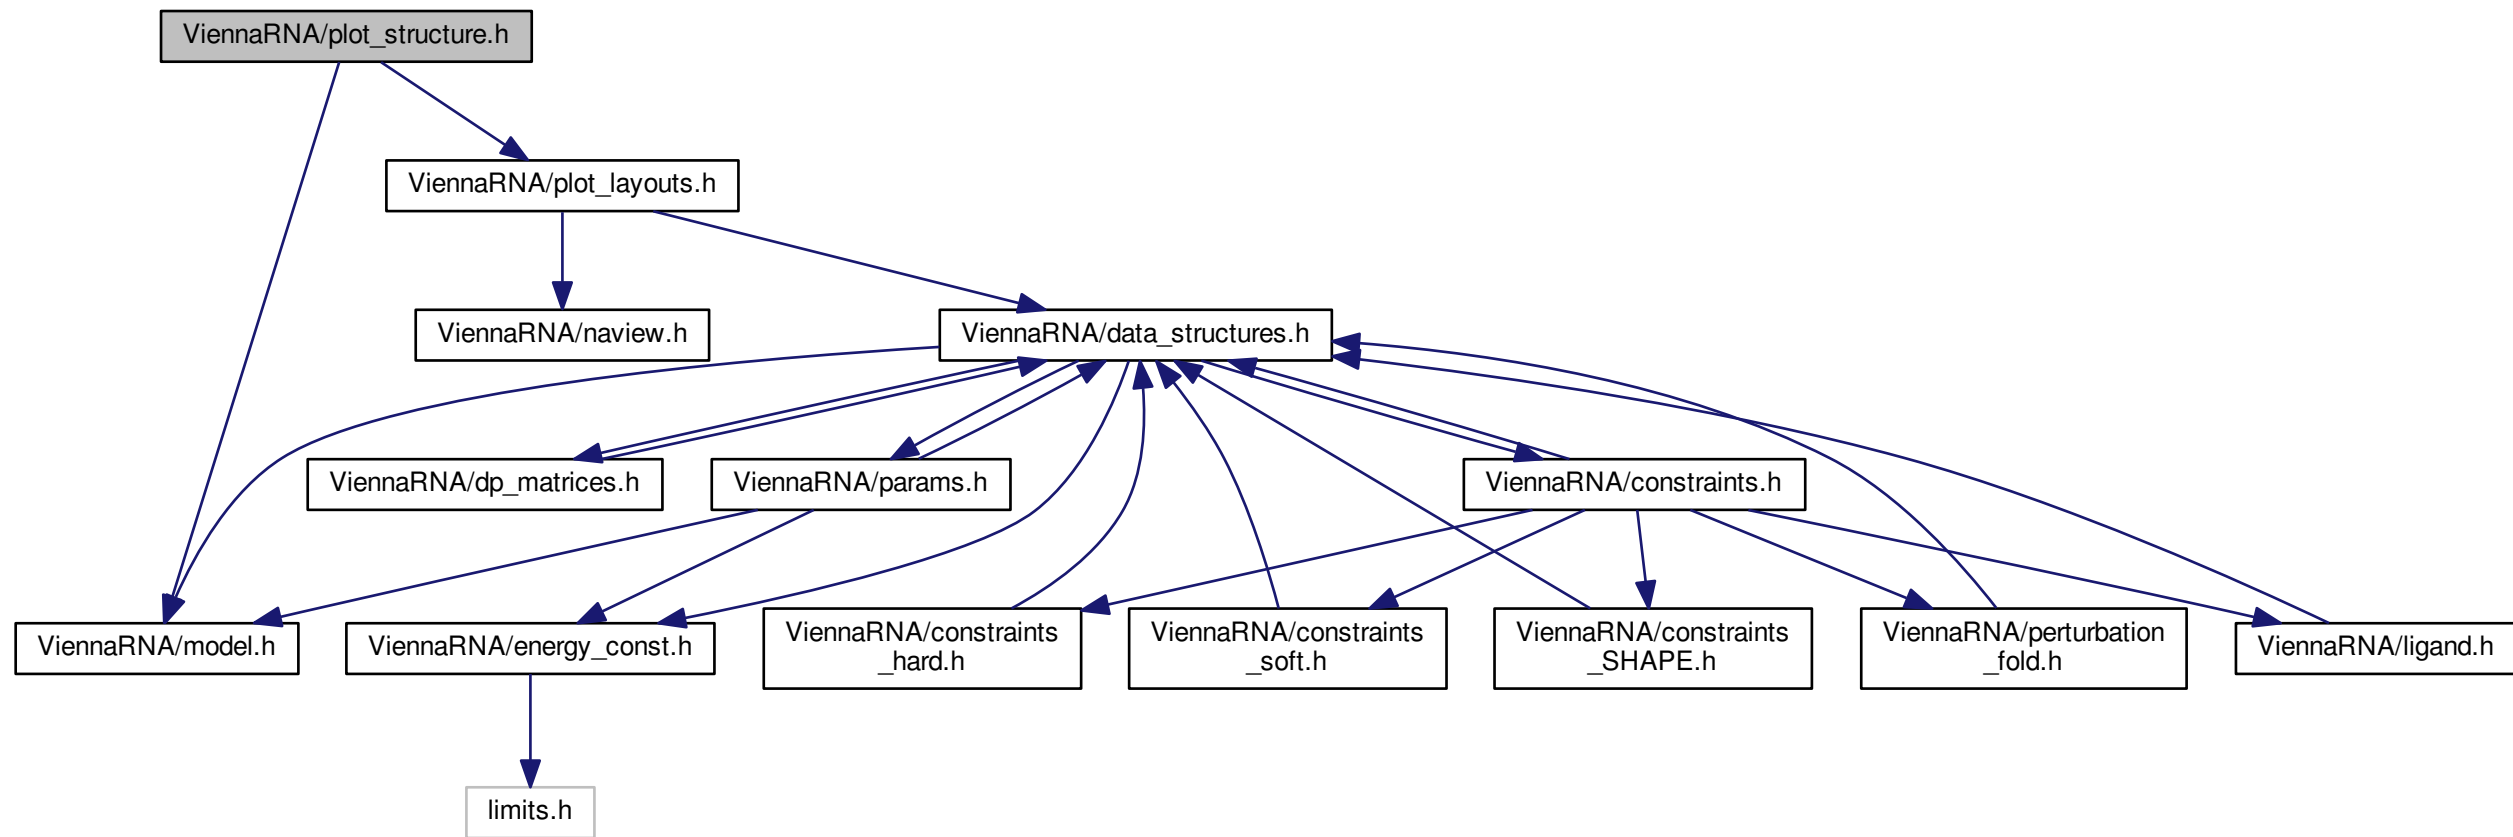 ViennaRNA/plot_structure.h
ViennaRNA/plot_layouts.h
ViennaRNA/naview.h
ViennaRNA/data_structures.h
ViennaRNA/dp_matrices.h
ViennaRNA/params.h
ViennaRNA/constraints.h
ViennaRNA/model.h
ViennaRNA/energy_const.h
ViennaRNA/constraints
_hard.h
ViennaRNA/constraints
_soft.h
ViennaRNA/constraints
_SHAPE.h
ViennaRNA/perturbation
_fold.h
ViennaRNA/ligand.h
limits.h